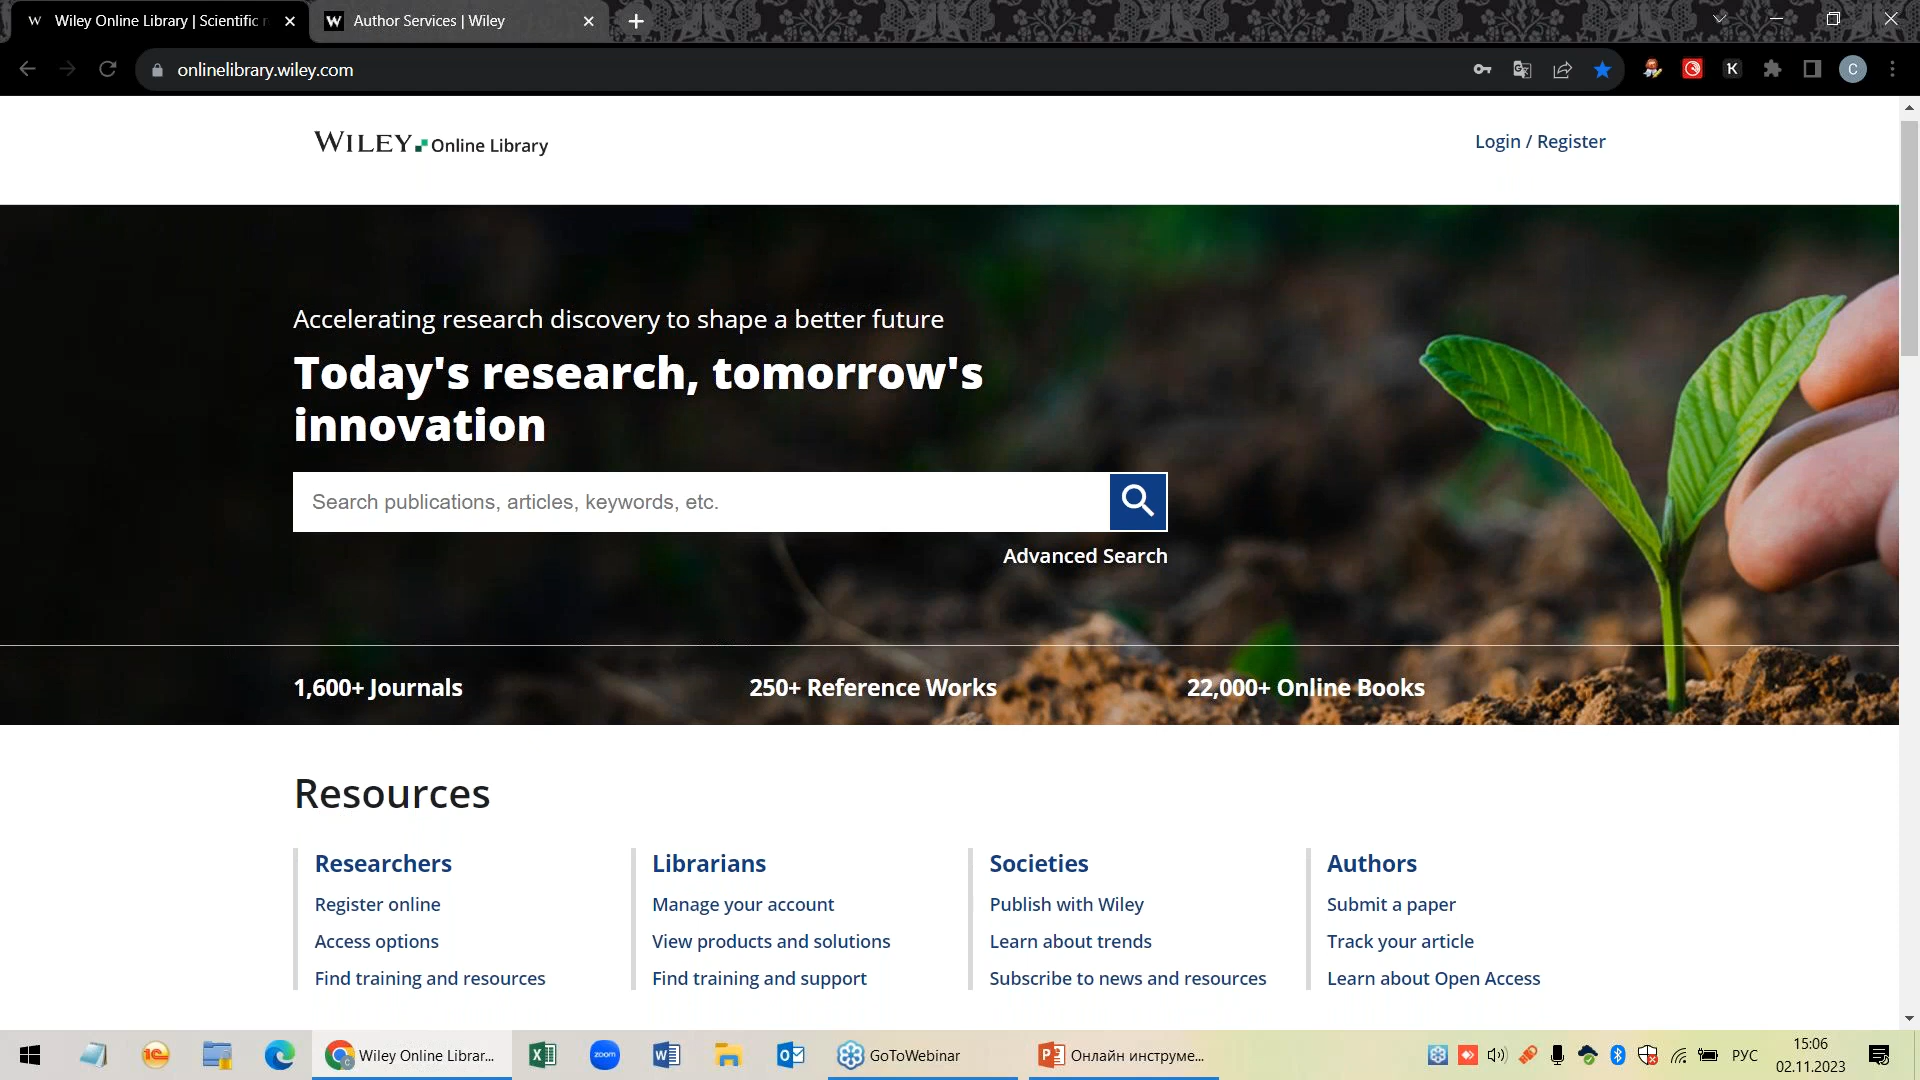 Wiley Online Library | Scientific r
Author Services | Wiley
onlinelibrary.wiley.com
C
WILEY Online Library
Login / Register
Accelerating research discovery to shape a better future
Today's research, tomorrow's
innovation
Search publications, articles, keywords, etc.
Advanced Search
1,600+ Journals
250+ Reference Works
22,000+ Online Books
Resources
Researchers
Register online
Access options
Find training and resources
Librarians
Manage your account
View products and solutions
Find training and support
Societies
Publish with Wiley
Learn about trends
Subscribe to news and resources
Authors
Submit a paper
Track your article
Learn about Open Access
Wiley Online Librar...
zoom
GoToWebinar
Онлайн инструме...
РУС
15:06
02.11.2023